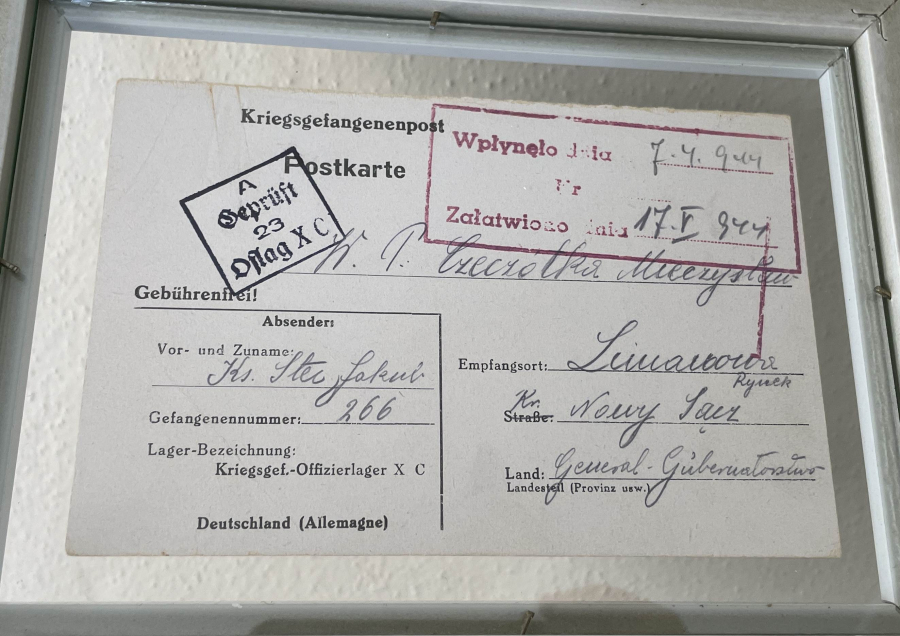 Kriegsgefangenenpost
Postkarte
A
Geprüft
23
Oflag X C
Wpłynęło dnia 7.4.944
Nr
Załatwiono dnia 17.V 944
W. P. Czeczótka Mieczysław
Gebührenfrei!
Absender:
Vor- und Zuname: Ks. Stec Jakub
Gefangenennummer: 266
Lager-Bezeichnung:
Kriegsgef.-Offizierlager X C
Deutschland (Allemagne)
Empfangsort: Limanowa
Rynek
Kr.
Straße: Nowy Sącz
Land: General-Gubernatorstwo
Landesteil (Provinz usw.)